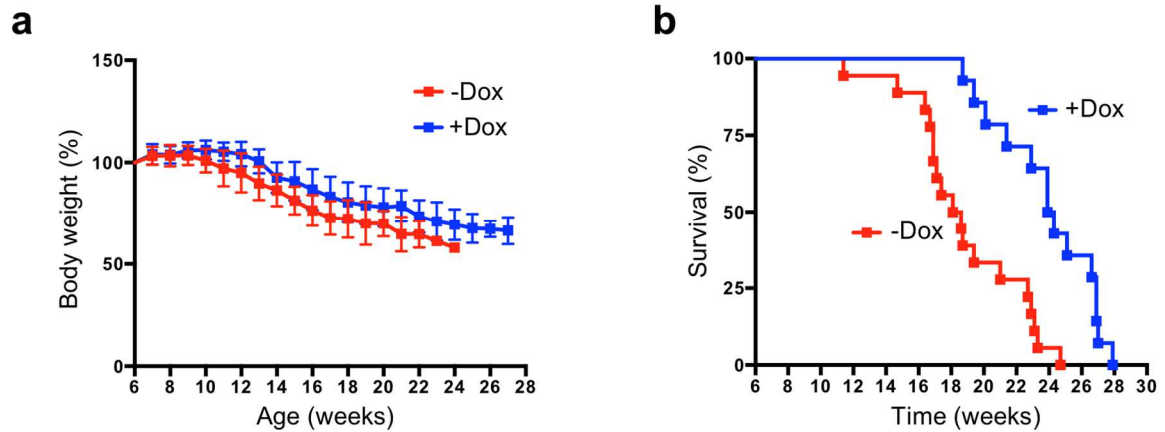 a
150
100
50
0
6 8 10 12 14 16 18 20 22 24 26 28
Body weight (%)
Age (weeks)
-Dox
+Dox
b
100
75
50
25
0
6 8 10 12 14 16 18 20 22 24 26 28 30
Survival (%)
Time (weeks)
+Dox
-Dox